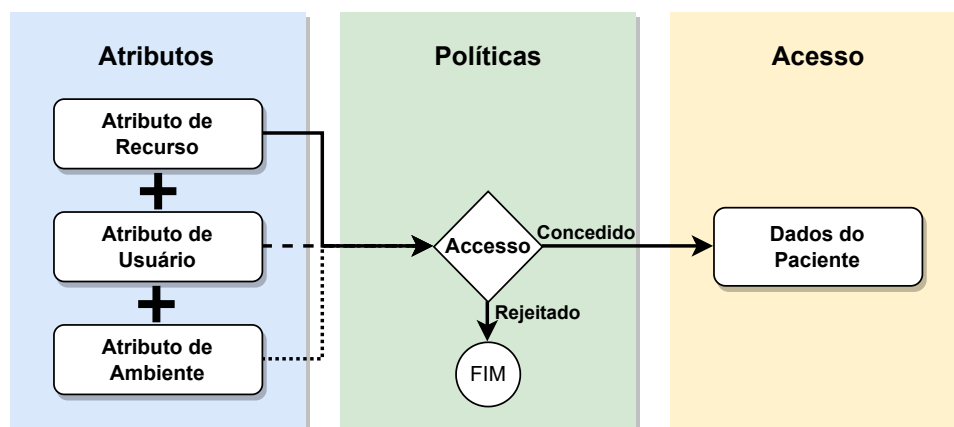 Atributos
Atributo de
Recurso
+
Atributo de
Usuário
+
Atributo de
Ambiente
Políticas
Accesso
Concedido
Rejeitado
FIM
Acesso
Dados do
Paciente